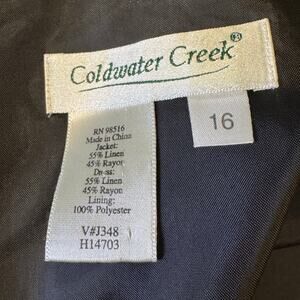 Coldwater Creek®
16
RN 98516
Made in China
Jacket:
55% Linen
45% Rayon
Dress:
55% Linen
45% Rayon
Lining:
100% Polyester
V#J348
H14703